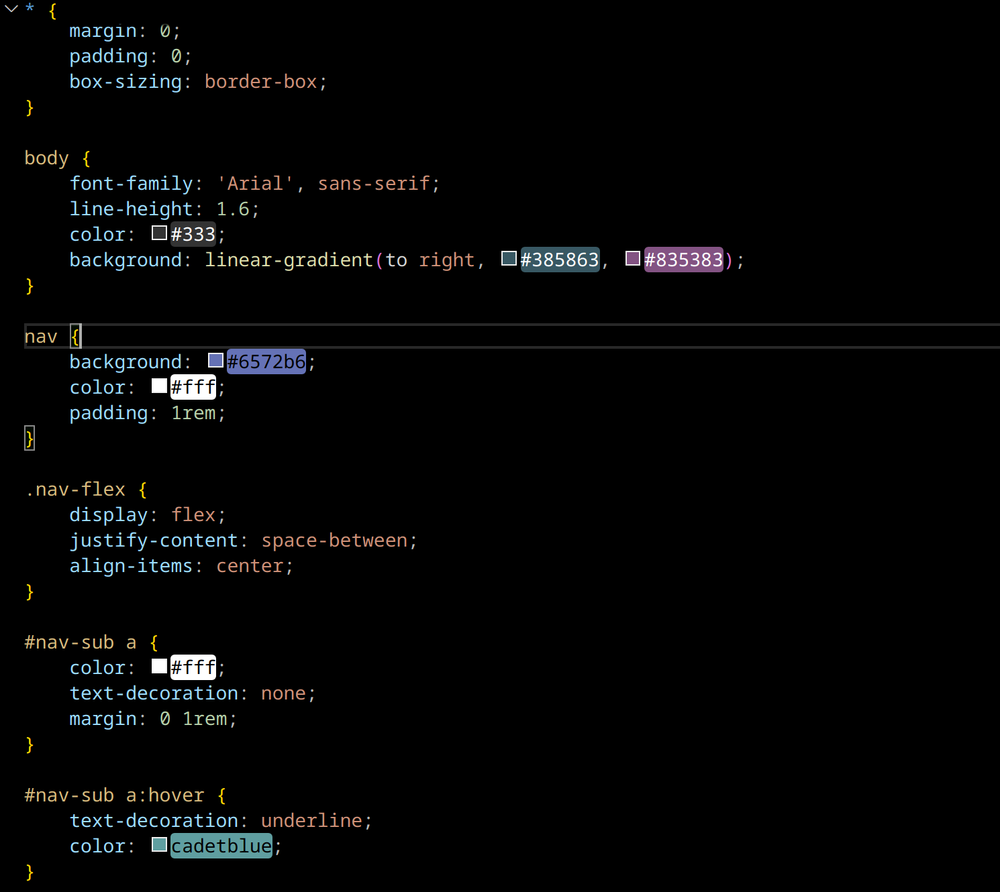 * {
    margin: 0;
    padding: 0;
    box-sizing: border-box;
}

body {
    font-family: 'Arial', sans-serif;
    line-height: 1.6;
    color: #333;
    background: linear-gradient(to right, #385863, #835383);
}

nav {
    background: #6572b6;
    color: #fff;
    padding: 1rem;
}

.nav-flex {
    display: flex;
    justify-content: space-between;
    align-items: center;
}

#nav-sub a {
    color: #fff;
    text-decoration: none;
    margin: 0 1rem;
}

#nav-sub a:hover {
    text-decoration: underline;
    color: cadetblue;
}